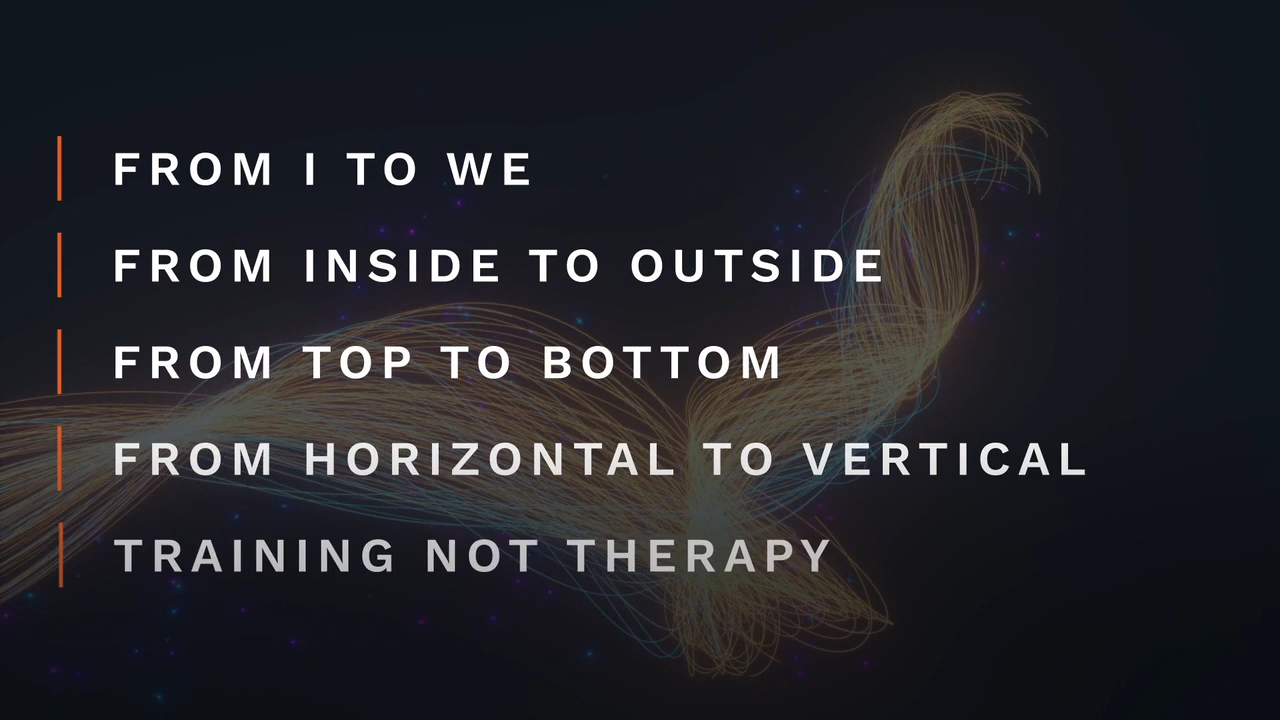 FROM I TO WE
FROM INSIDE TO OUTSIDE
FROM TOP TO BOTTOM
FROM HORIZONTAL TO VERTICAL
TRAINING NOT THERAPY